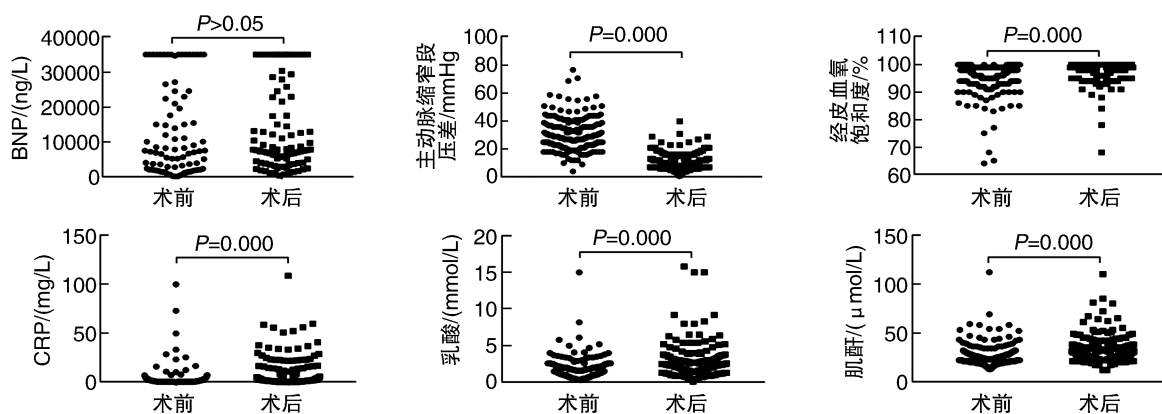 P>0.05
40000
30000
20000
10000
0
BNP/(ng/L)
术前
术后
P=0.000
100
80
60
40
20
0
主动脉缩窄段
压差/mmHg
术前
术后
P=0.000
110
100
90
80
70
60
经皮血氧
饱和度/%
术前
术后
P=0.000
150
100
50
0
CRP/(mg/L)
术前
术后
P=0.000
20
15
10
5
0
乳酸/(mmol/L)
术前
术后
P=0.000
150
100
50
0
肌酐/(μmol/L)
术前
术后